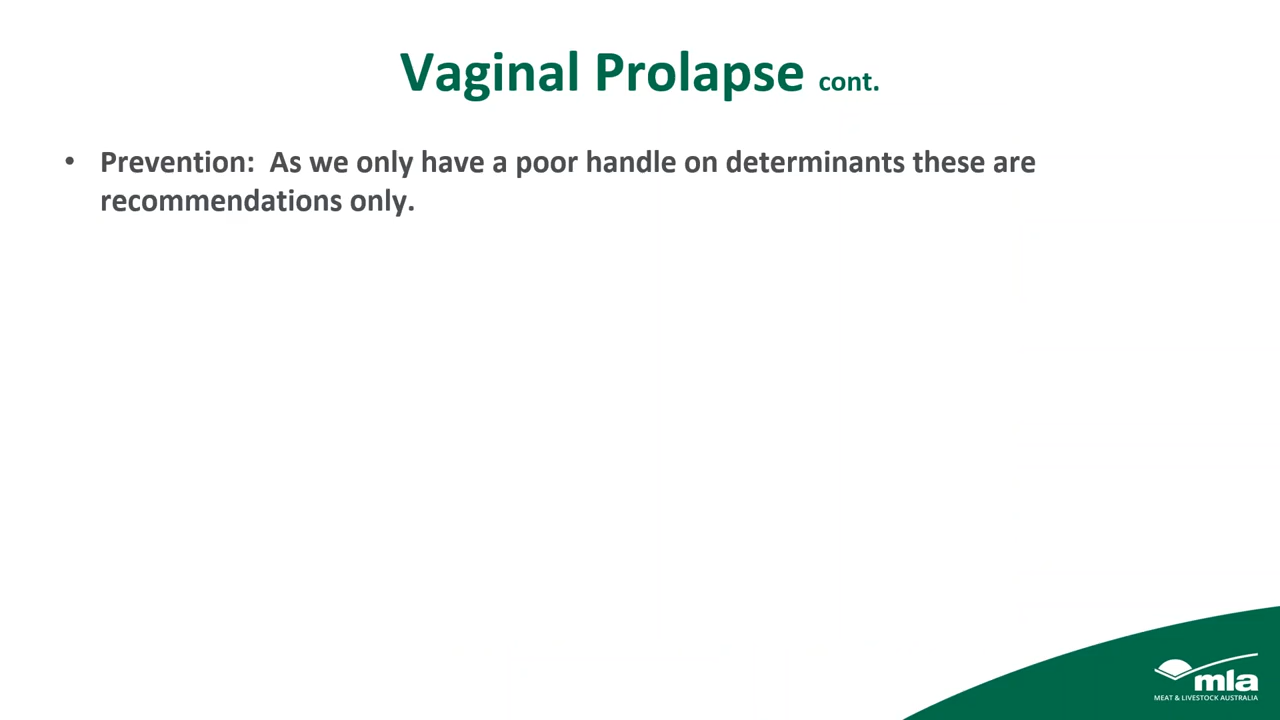 Vaginal Prolapse cont.
• Prevention:  As we only have a poor handle on determinants these are
recommendations only.
mla
MEAT & LIVESTOCK AUSTRALIA